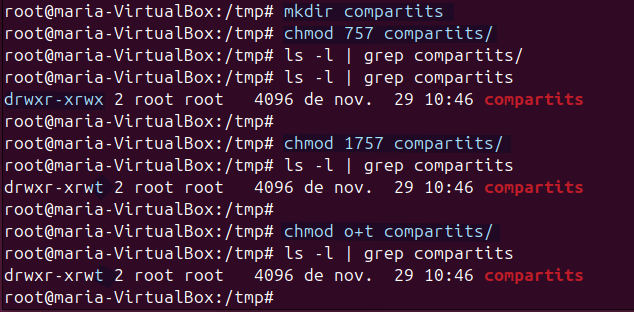 root@maria-VirtualBox:/tmp# mkdir compartits
root@maria-VirtualBox:/tmp# chmod 757 compartits/
root@maria-VirtualBox:/tmp# ls -l | grep compartits/
root@maria-VirtualBox:/tmp# ls -l | grep compartits
drwxr-xrwx 2 root root   4096 de nov.  29 10:46 compartits
root@maria-VirtualBox:/tmp#
root@maria-VirtualBox:/tmp# chmod 1757 compartits/
root@maria-VirtualBox:/tmp# ls -l | grep compartits
drwxr-xrwt 2 root root   4096 de nov.  29 10:46 compartits
root@maria-VirtualBox:/tmp#
root@maria-VirtualBox:/tmp# chmod o+t compartits/
root@maria-VirtualBox:/tmp# ls -l | grep compartits
drwxr-xrwt 2 root root   4096 de nov.  29 10:46 compartits
root@maria-VirtualBox:/tmp#